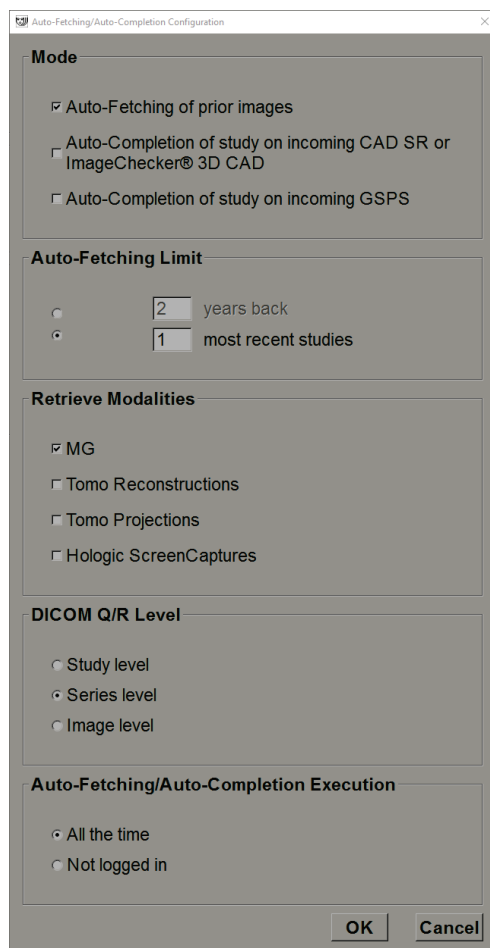 Auto-Fetching/Auto-Completion Configuration
Mode
Auto-Fetching of prior images
Auto-Completion of study on incoming CAD SR or
ImageChecker® 3D CAD
Auto-Completion of study on incoming GSPS
Auto-Fetching Limit
2 years back
1 most recent studies
Retrieve Modalities
MG
Tomo Reconstructions
Tomo Projections
Hologic ScreenCaptures
DICOM Q/R Level
Study level
Series level
Image level
Auto-Fetching/Auto-Completion Execution
All the time
Not logged in
OK Cancel